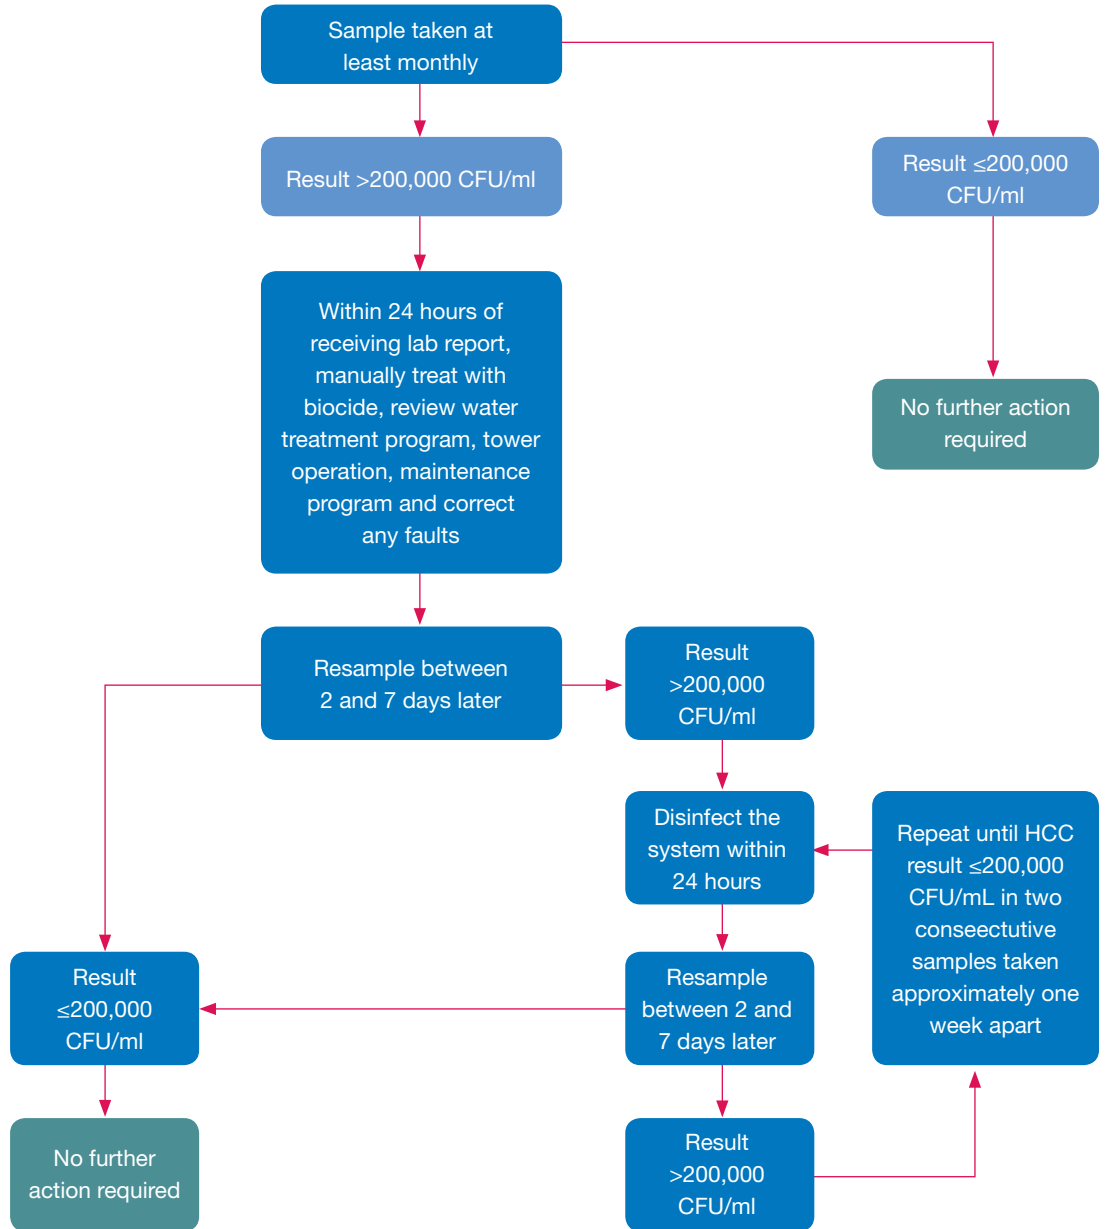 Sample taken at
least monthly
Result >200,000 CFU/ml
Result ≤200,000
CFU/ml
Within 24 hours of
receiving lab report,
manually treat with
biocide, review water
treatment program, tower
operation, maintenance
program and correct
any faults
No further action
required
Resample between
2 and 7 days later
Result
>200,000
CFU/ml
Disinfect the
system within
24 hours
Repeat until HCC
result ≤200,000
CFU/mL in two
conseectutive
samples taken
approximately one
week apart
Result
≤200,000
CFU/ml
Resample
between 2 and
7 days later
No further
action required
Result
>200,000
CFU/ml